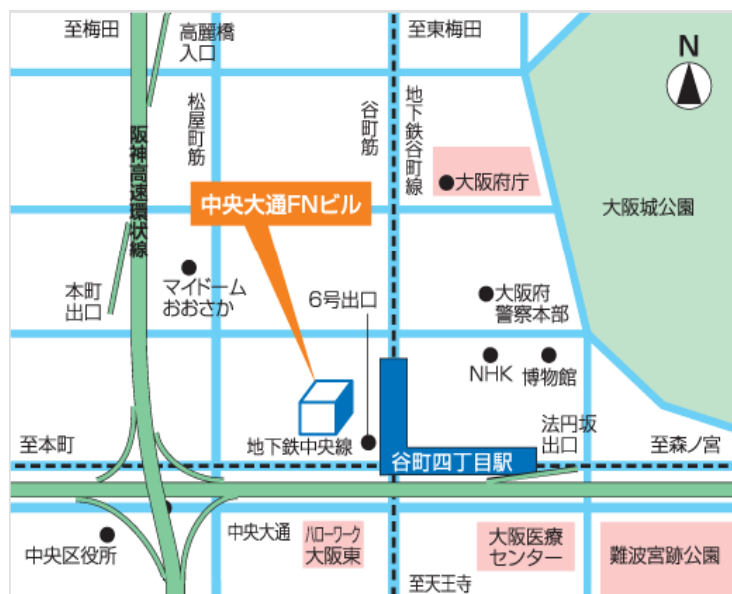 至梅田
高麗橋
入口
至東梅田
N
阪神高速環状線
松屋町筋
谷町筋
地下鉄谷町線
大阪府庁
中央大通FNビル
大阪城公園
本町
出口
マイドーム
おおさか
6号出口
大阪府
警察本部
NHK
博物館
至本町
地下鉄中央線
谷町四丁目駅
法円坂
出口
至森ノ宮
中央区役所
中央大通
ハローワーク
大阪東
大阪医療
センター
難波宮跡公園
至天王寺